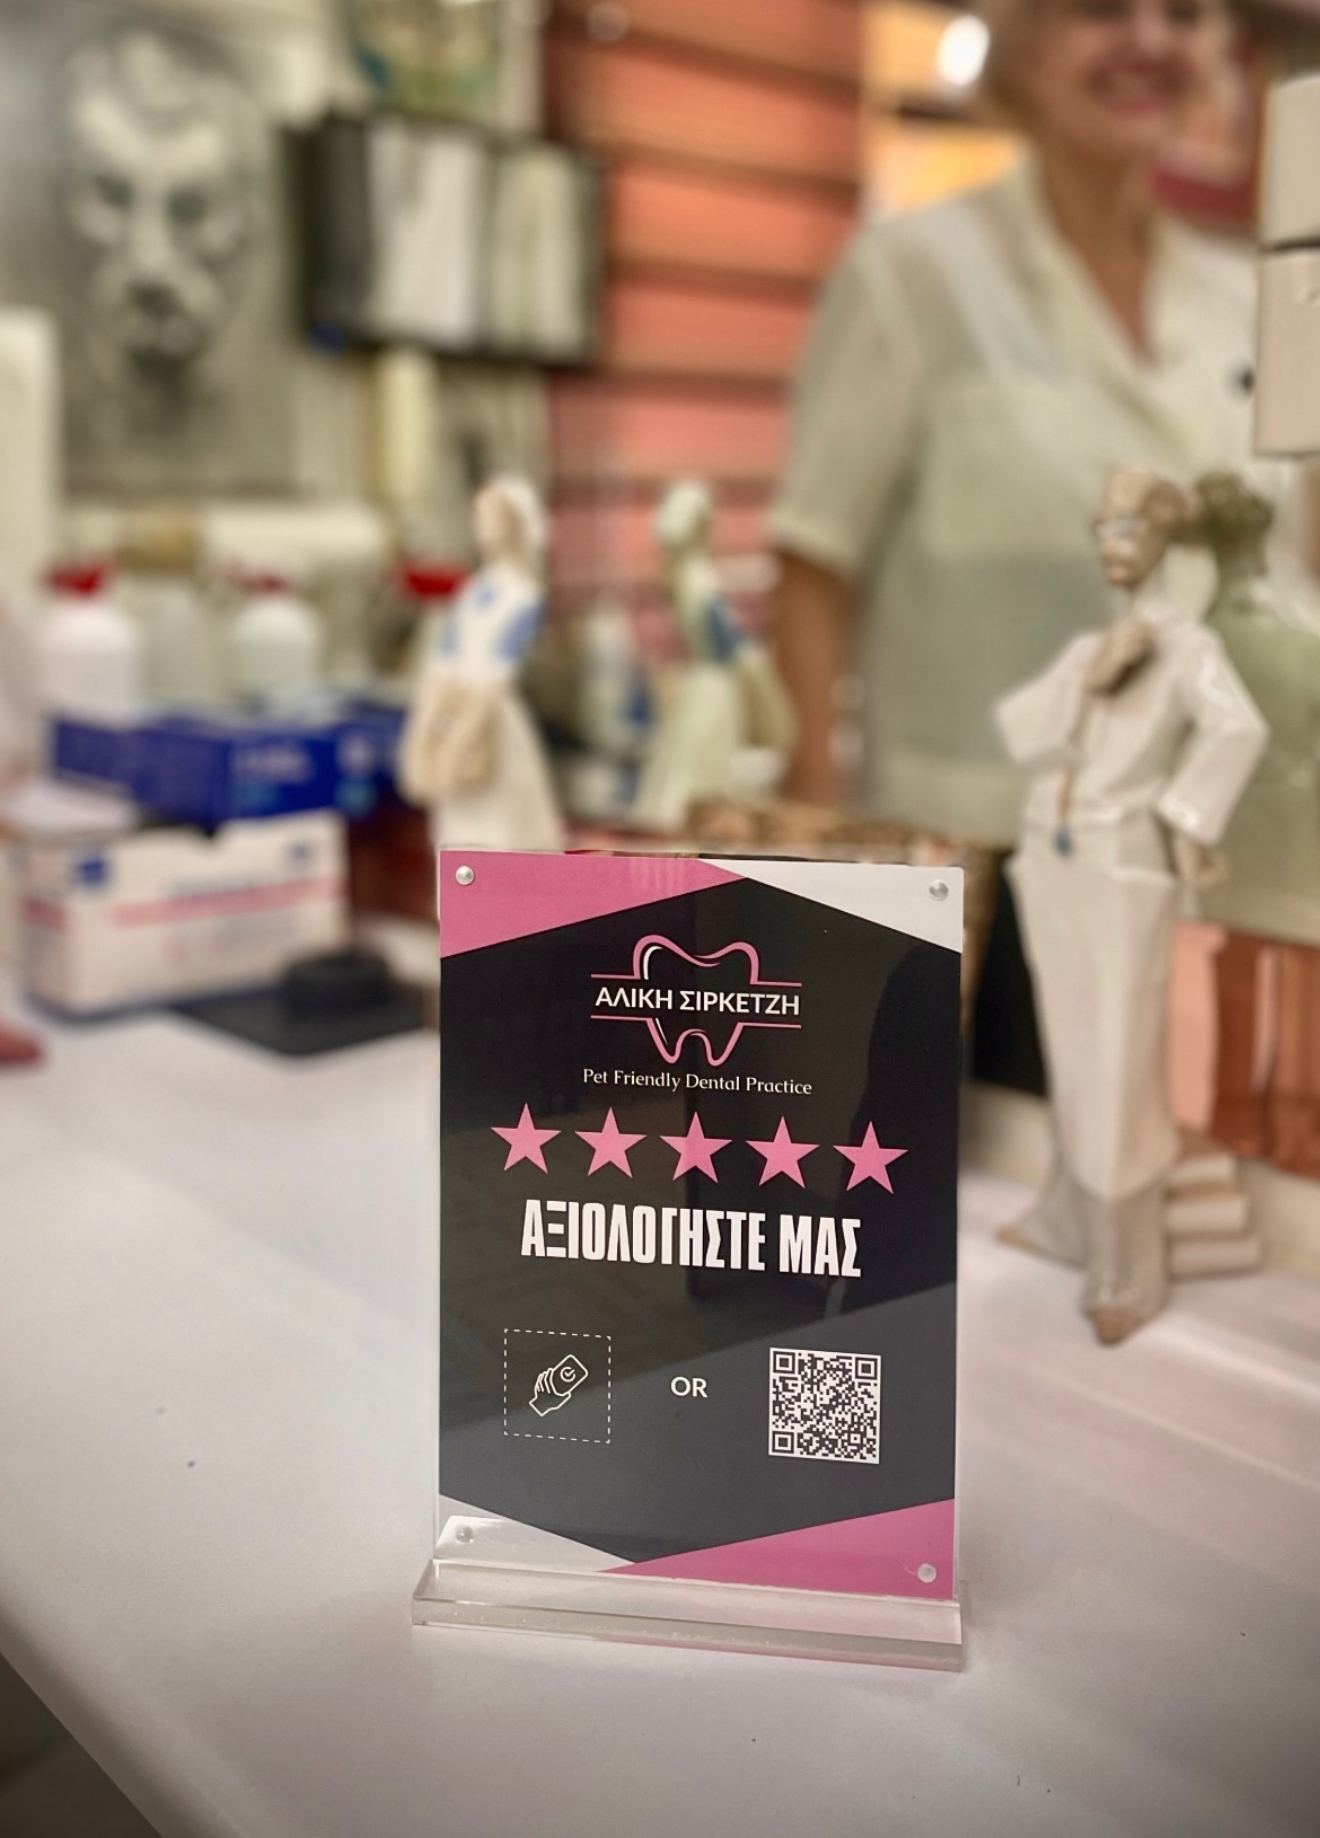 ΑΛΙΚΗ ΣΙΡΚΕΤΖΗ
Pet Friendly Dental Practice
ΑΞΙΟΛΟΓΗΣΤΕ ΜΑΣ
OR